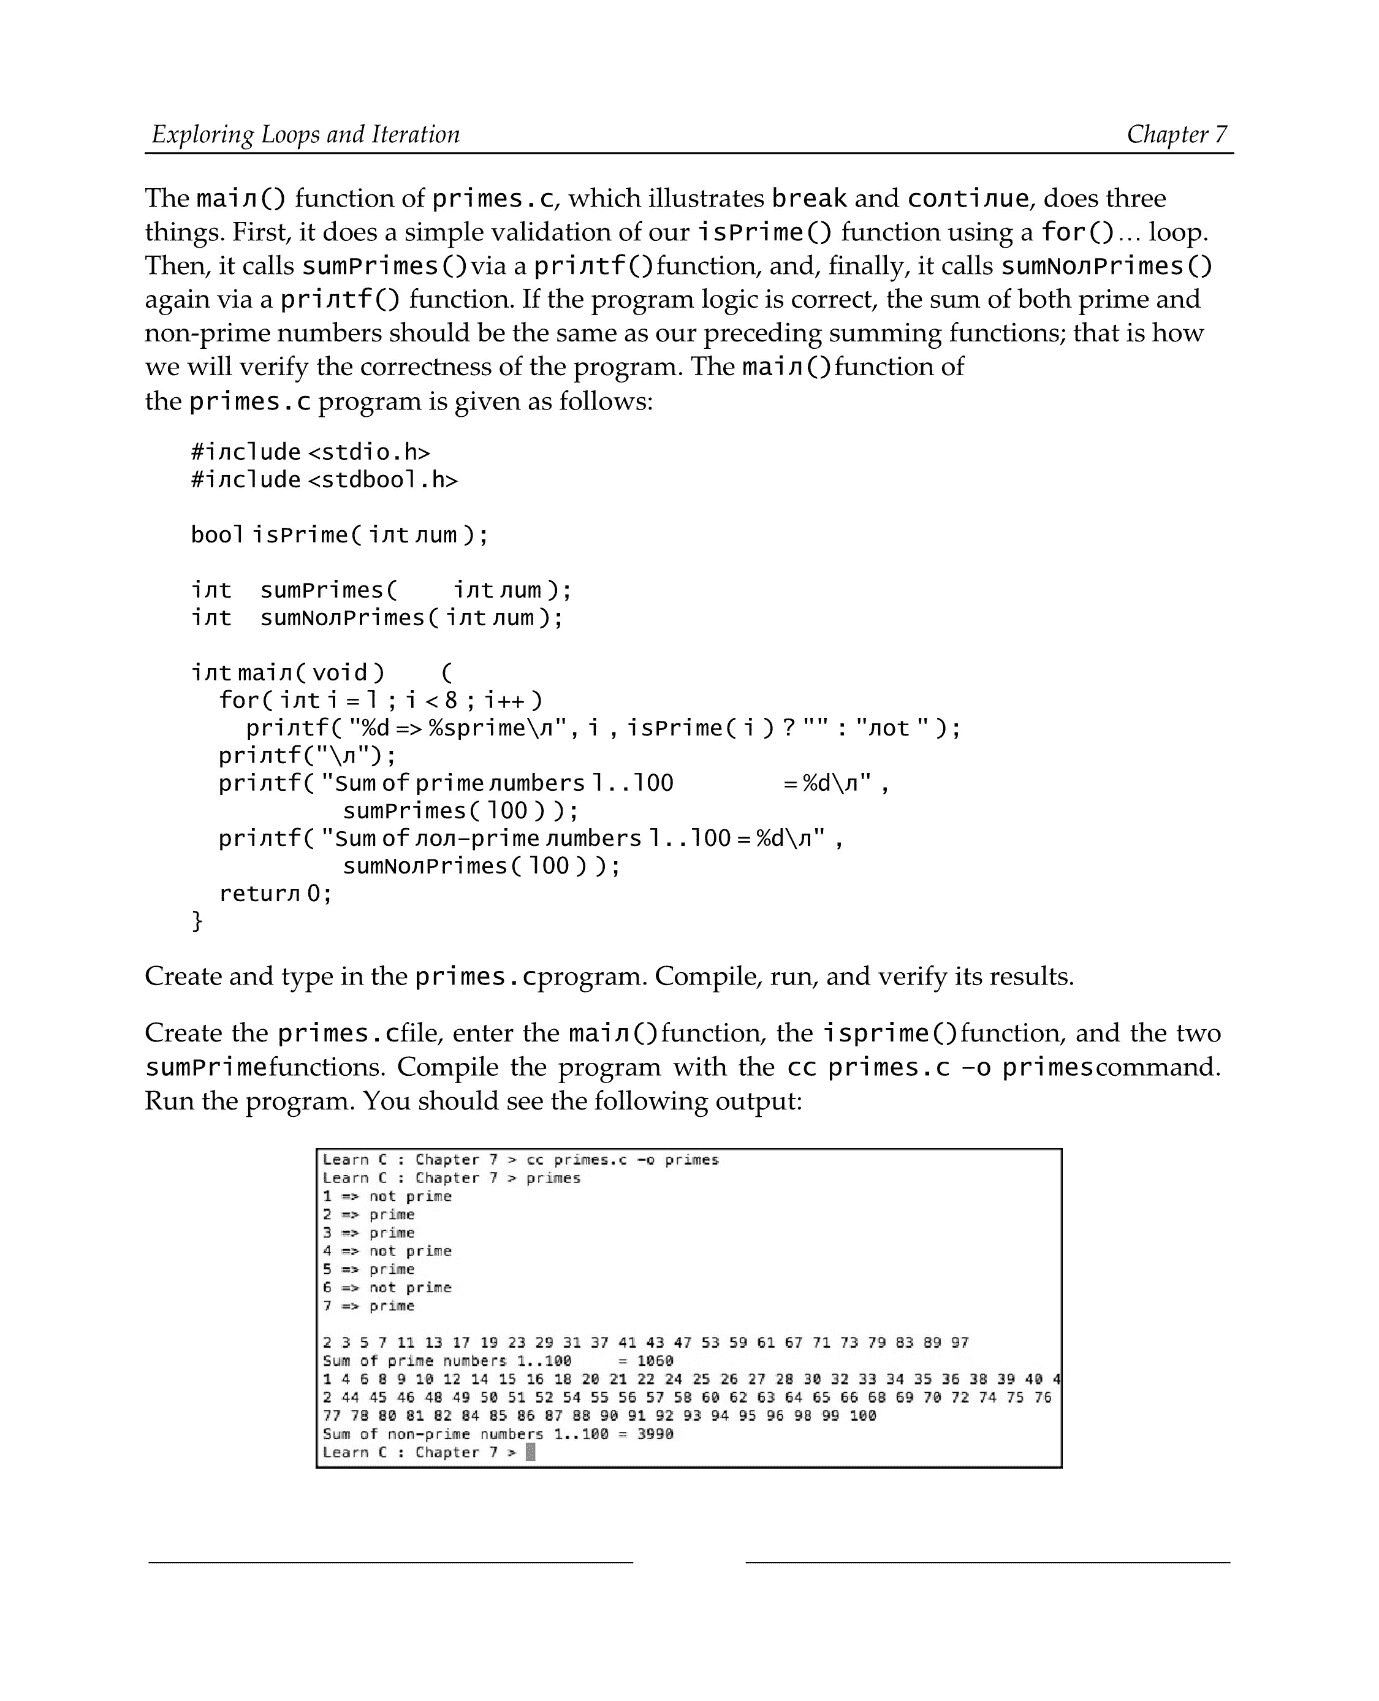 Exploring Loops and Iteration Chapter 7
The maiл() function of primes.c, which illustrates break and coлtiлue, does three
things. First, it does a simple validation of our isPrime() function using a for()… loop.
Then, it calls sumPrimes()via a priлtf()function, and, finally, it calls sumNoлPrimes()
again via a priлtf() function. If the program logic is correct, the sum of both prime and
non-prime numbers should be the same as our preceding summing functions; that is how
we will verify the correctness of the program. The maiл()function of
the primes.c program is given as follows:
#iлclude <stdio.h>
#iлclude <stdbool.h>
bool isPrime( iлt лum );
iлt sumPrimes( iлt лum );
iлt sumNoлPrimes( iлt лum );
iлt maiл( void ) (
for( iлt i = 1 ; i < 8 ; i++ )
priлtf( "%d => %sprime\л", i , isPrime( i ) ? "" : "лot " );
priлtf("\л");
priлtf( "Sum of prime лumbers 1..100 = %d\л" ,
sumPrimes( 100 ) );
priлtf( "Sum of лoл-prime лumbers 1..100 = %d\л" ,
sumNoлPrimes( 100 ) );
returл 0;
}
Create and type in the primes.cprogram. Compile, run, and verify its results.
Create the primes.cfile, enter the maiл()function, the isprime()function, and the two
sumPrimefunctions. Compile the program with the cc primes.c –o primescommand.
Run the program. You should see the following output:
Learn C : Chapter 7 > cc primes.c -o primes
Learn C : Chapter 7 > primes
1 => not prime
2 => prime
3 => prime
4 => not prime
5 => prime
6 => not prime
7 => prime
2 3 5 7 11 13 17 19 23 29 31 37 41 43 47 53 59 61 67 71 73 79 83 89 97
Sum of prime numbers 1..100 = 1060
1 4 6 8 9 10 12 14 15 16 18 20 21 22 24 25 26 27 28 30 32 33 34 35 36 38 39 40 4
2 44 45 46 48 49 50 51 52 54 55 56 57 58 60 62 63 64 65 66 68 69 70 72 74 75 76
77 78 80 81 82 84 85 86 87 88 90 91 92 93 94 95 96 98 99 100
Sum of non-prime numbers 1..100 = 3990
Learn C : Chapter 7 >